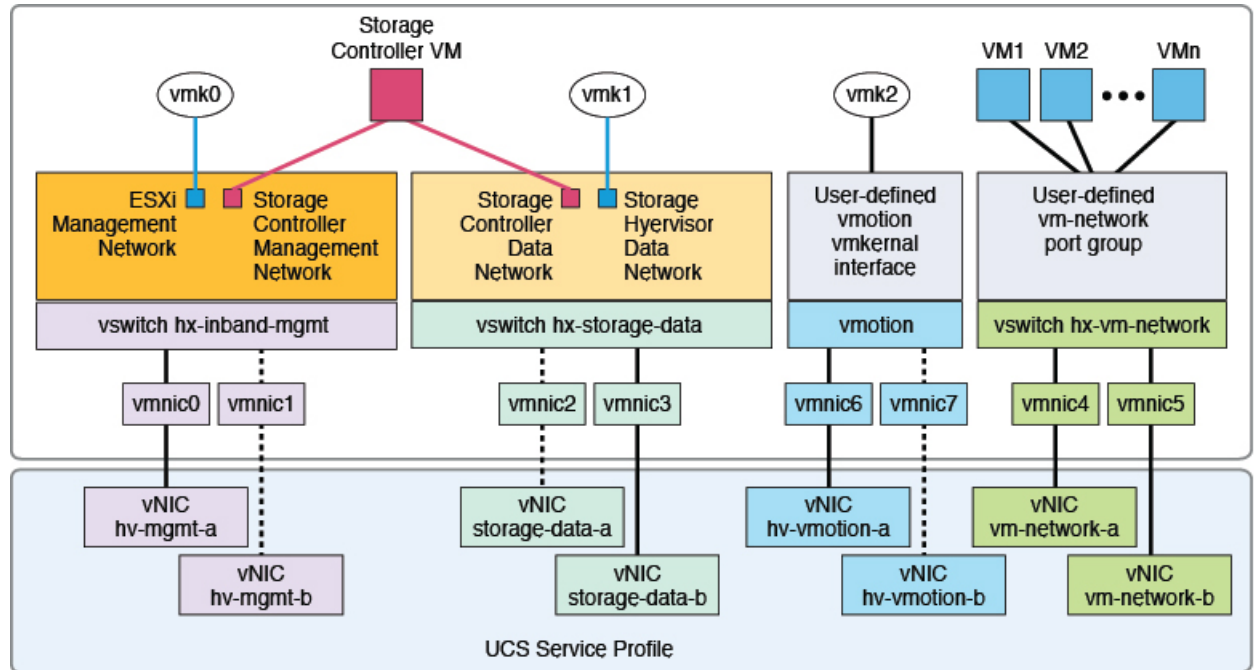 Storage
Controller VM
VM1
VM2
VMn
vmk0
vmk1
vmk2
ESXi
Management
Network
Storage
Controller
Management
Network
Storage
Controller
Data
Network
Storage
Hyervisor
Data
Network
User-defined
vmotion
vmkernal
interface
User-defined
vm-network
port group
vswitch hx-inband-mgmt
vswitch hx-storage-data
vmotion
vswitch hx-vm-network
vmnic0
vmnic1
vmnic2
vmnic3
vmnic6
vmnic7
vmnic4
vmnic5
vNIC
hv-mgmt-a
vNIC
storage-data-a
vNIC
hv-vmotion-a
vNIC
vm-network-a
vNIC
hv-mgmt-b
vNIC
storage-data-b
vNIC
hv-vmotion-b
vNIC
vm-network-b
UCS Service Profile